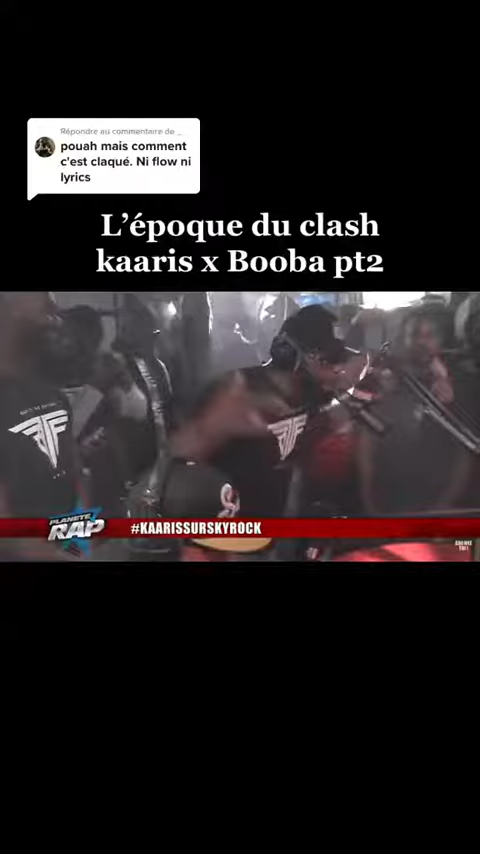 Répondre au commentaire de _
pouah mais comment
c'est claqué. Ni flow ni
lyrics
L'époque du clash
kaaris x Booba pt2
PLANETE
RAP
#KAARISSURSKYROCK